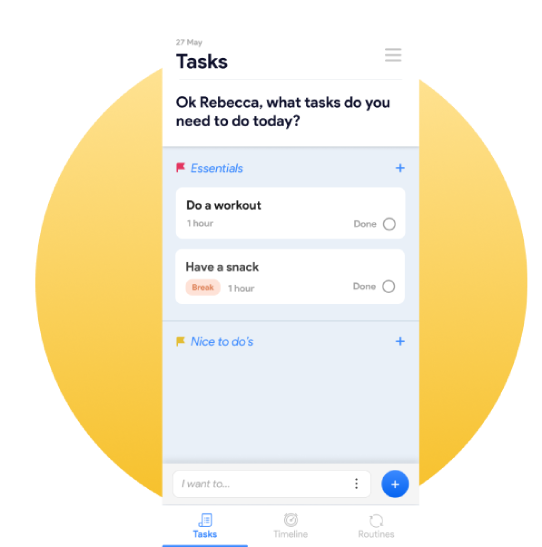 27 May
Tasks
Ok Rebecca, what tasks do you
need to do today?
Essentials
+
Do a workout
1 hour
Done
Have a snack
Break
1 hour
Done
Nice to do's
+
I want to...
+
Tasks
Timeline
Routines